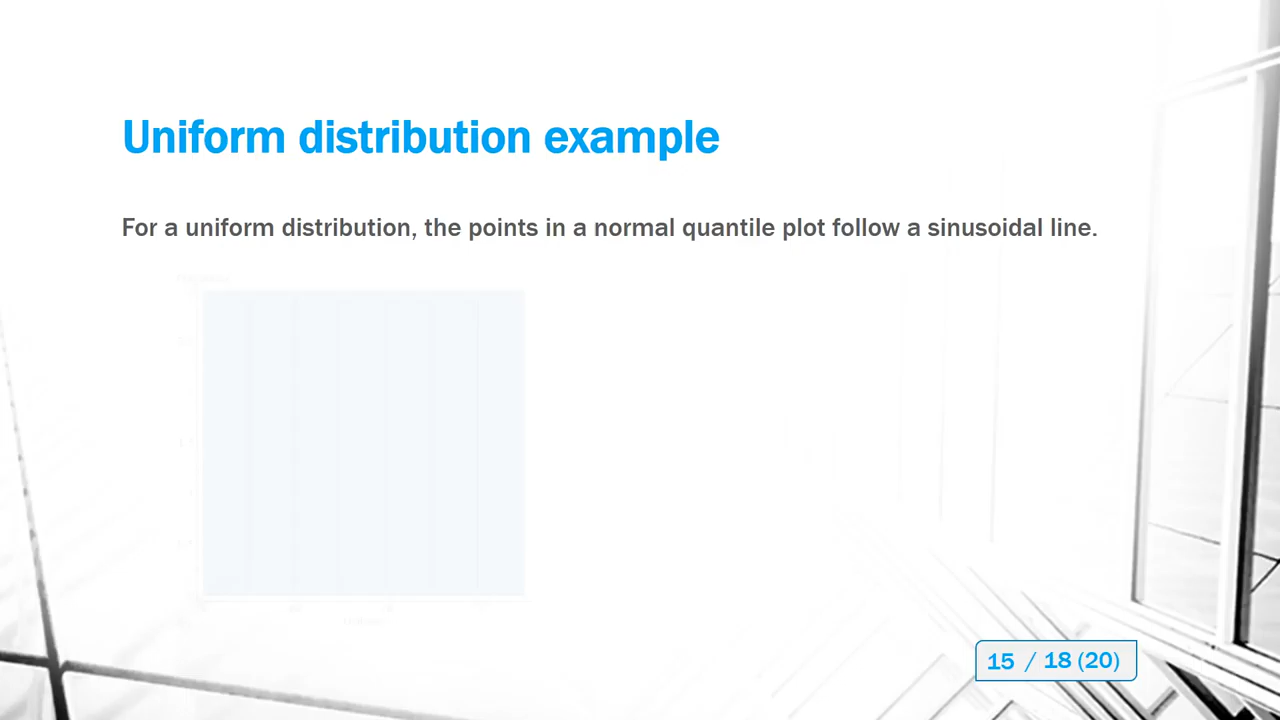 Uniform distribution example
For a uniform distribution, the points in a normal quantile plot follow a sinusoidal line.
15 / 18 (20)